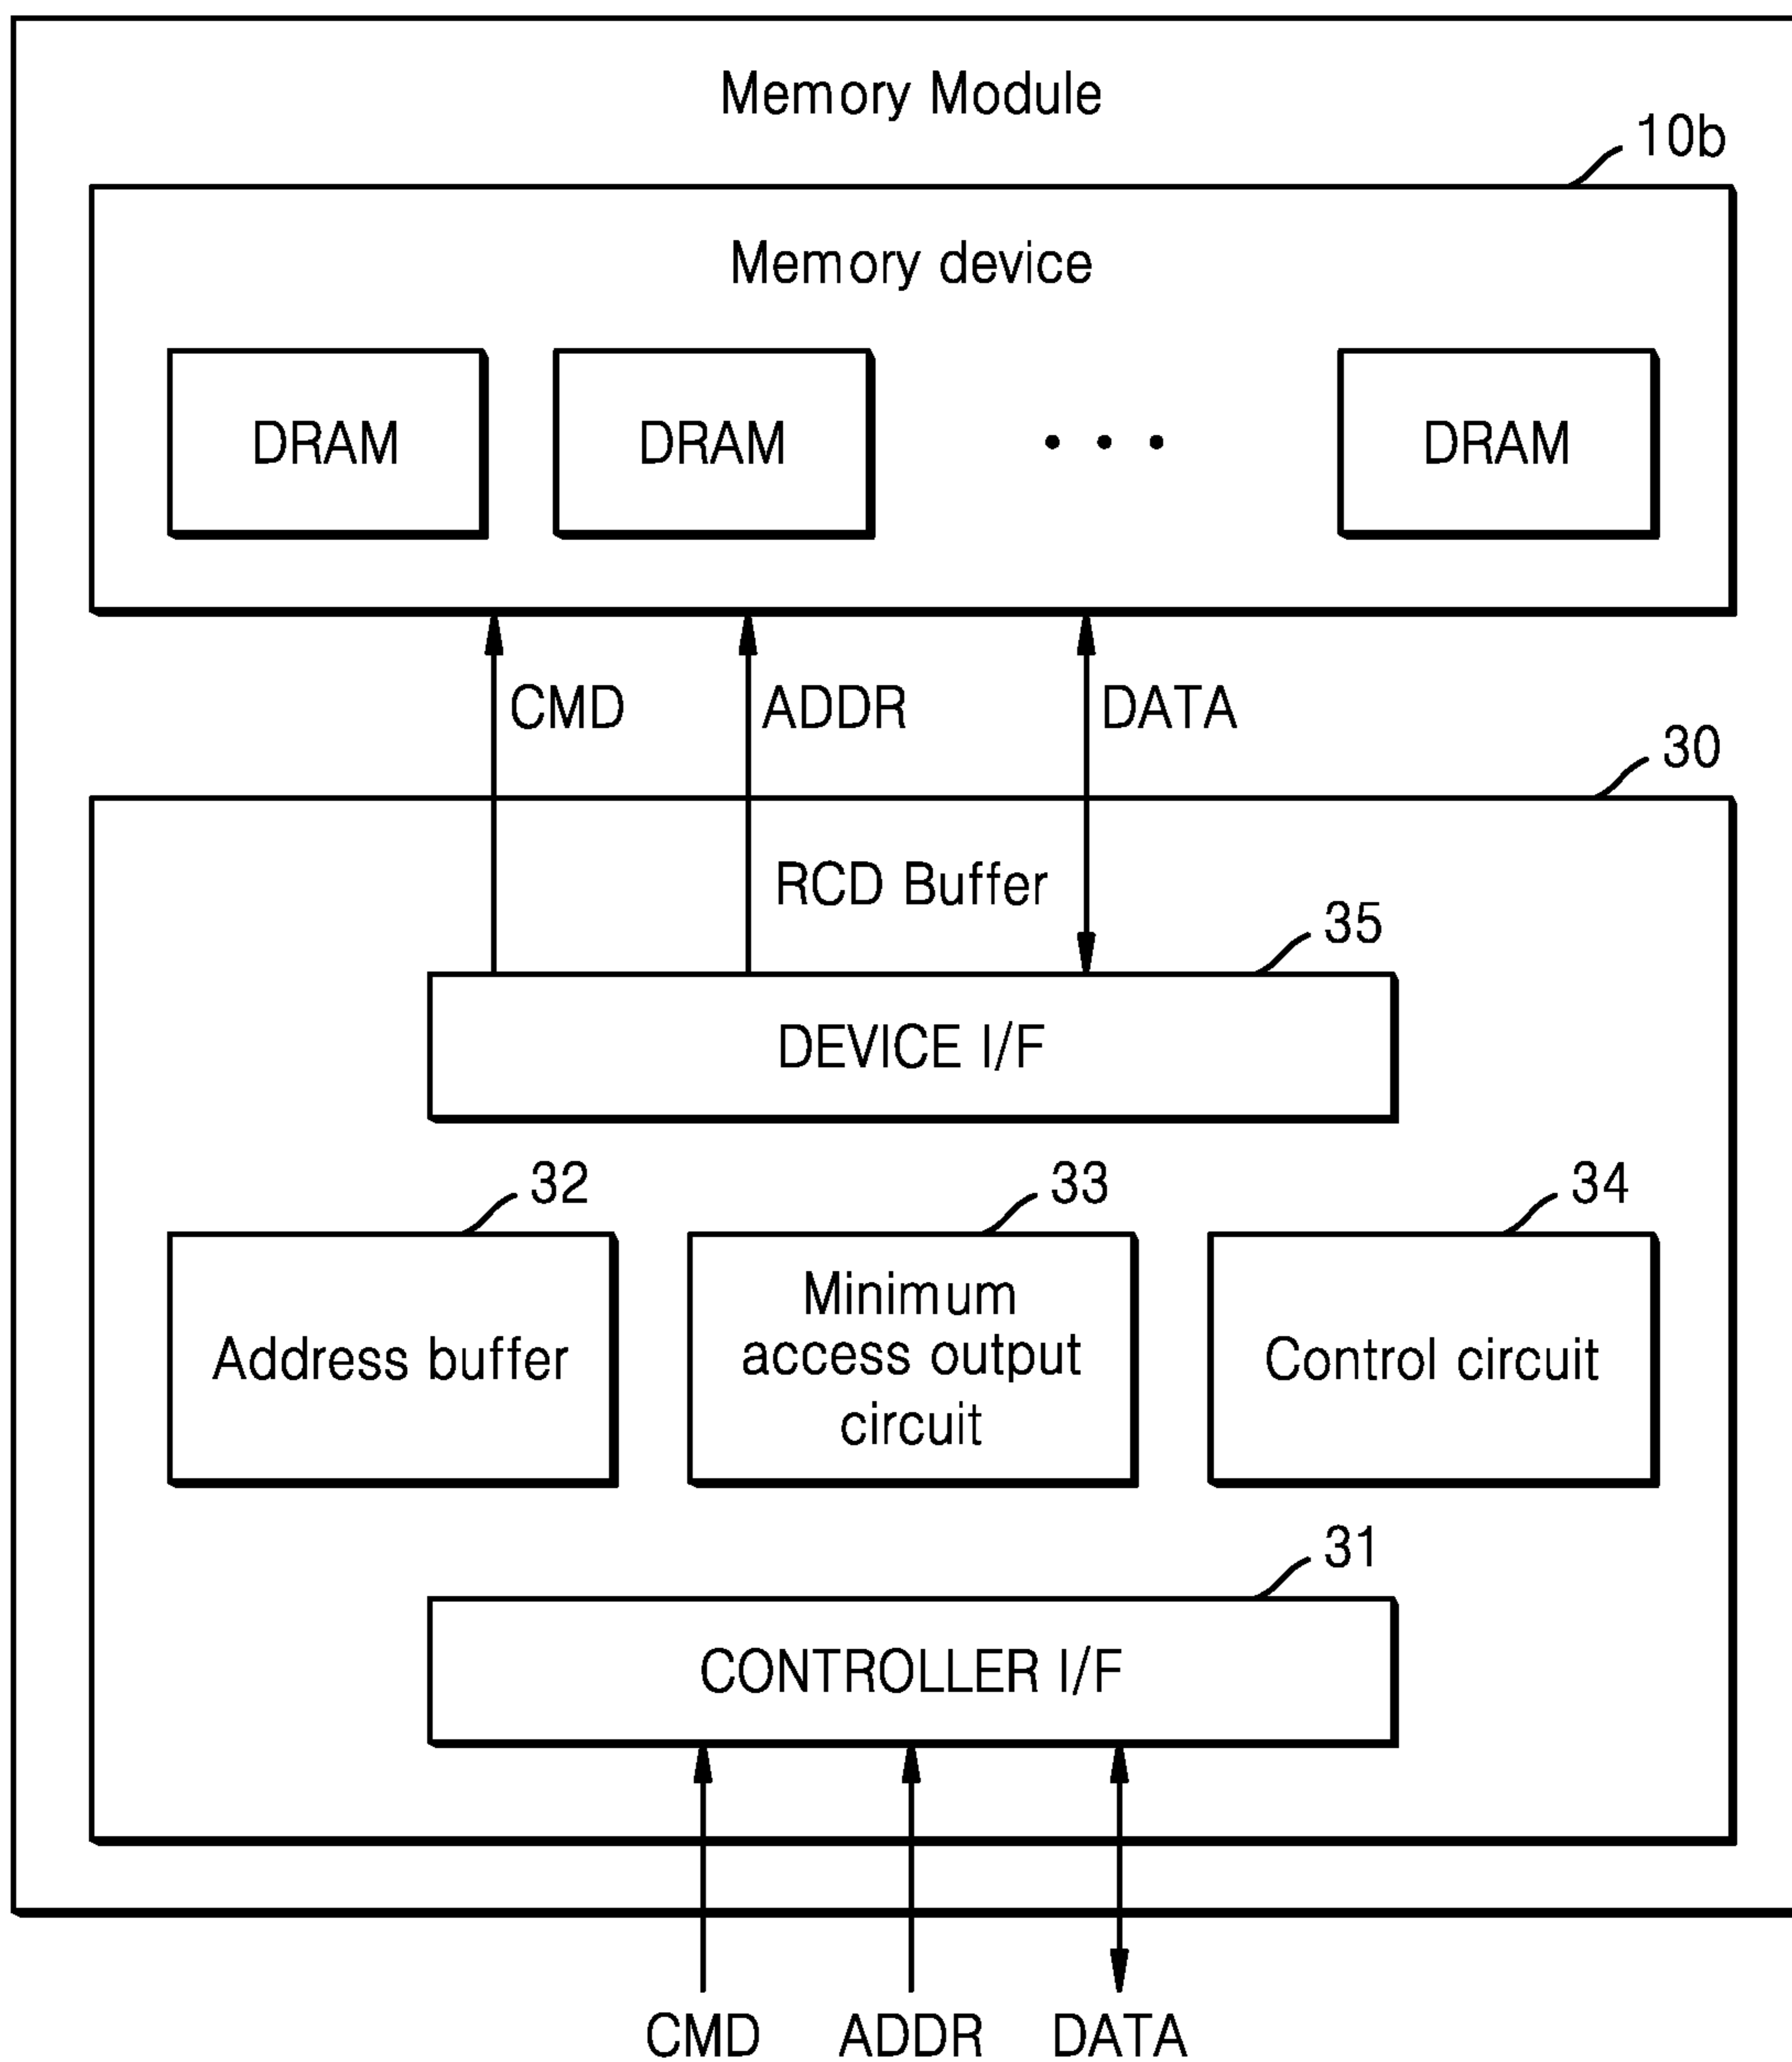 Memory Module
10b
Memory device
DRAM
DRAM
• • •
DRAM
CMD
ADDR
DATA
30
RCD Buffer
35
DEVICE I/F
32
33
34
Address buffer
Minimum
access output
circuit
Control circuit
31
CONTROLLER I/F
CMD
ADDR
DATA